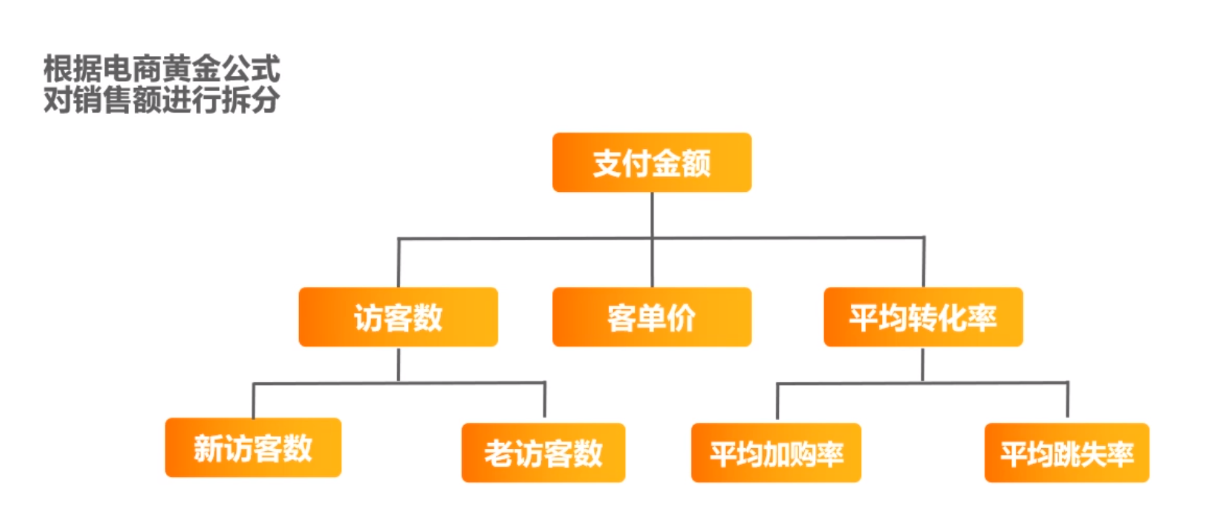 根据电商黄金公式
对销售额进行拆分
支付金额
访客数
客单价
平均转化率
新访客数
老访客数
平均加购率
平均跳失率